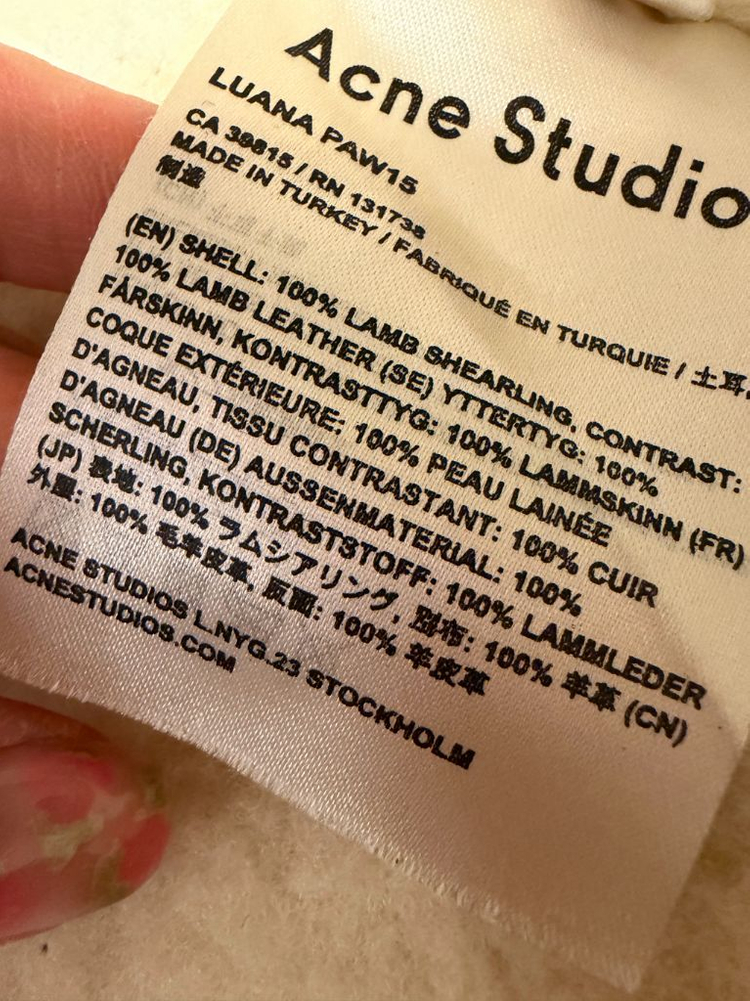 Acne Studio
LUANA PAW15
CA 30815 / RN 131738
MADE IN TURKEY / FABRIQUÉ EN TURQUIE / 土耳
制造
(EN) SHELL: 100% LAMB SHEARLING, CONTRAST:
100% LAMB LEATHER (SE) YTTERTYG: 100%
FÅRSKINN, KONTRASTTYG: 100% LAMMSKINN (FR)
COQUE EXTÉRIEURE: 100% PEAU LAINÉE
D'AGNEAU, TISSU CONTRASTANT: 100% CUIR
D'AGNEAU (DE) AUSSENMATERIAL: 100%
SCHERLING, KONTRASTSTOFF: 100% LAMMLEDER
(JP) 表地: 100% ラムシアリング, 別布: 100% 羊革 (CN)
外層: 100% 毛羊皮革, 反面: 100% 羊皮革
ACNE STUDIOS L.NYG.23 STOCKHOLM
ACNESTUDIOS.COM